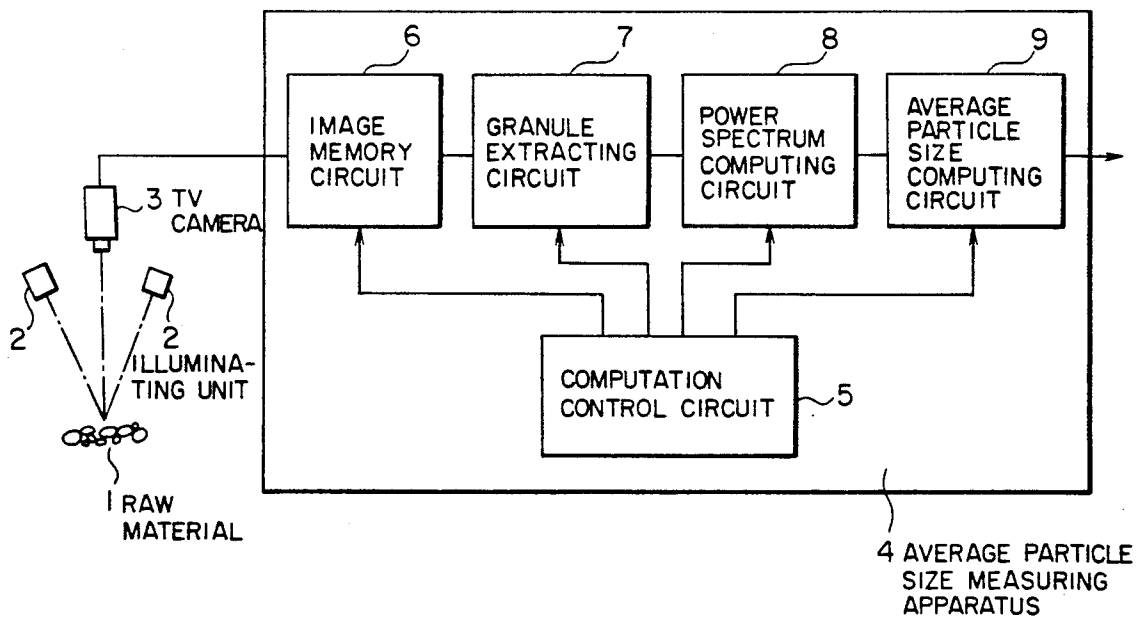 6
7
8
9
IMAGE
MEMORY
CIRCUIT
GRANULE
EXTRACTING
CIRCUIT
POWER
SPECTRUM
COMPUTING
CIRCUIT
AVERAGE
PARTICLE
SIZE
COMPUTING
CIRCUIT
3 TV
CAMERA
2
2
ILLUMINA-
TING UNIT
COMPUTATION
CONTROL CIRCUIT
5
1 RAW
MATERIAL
4 AVERAGE PARTICLE
SIZE MEASURING
APPARATUS